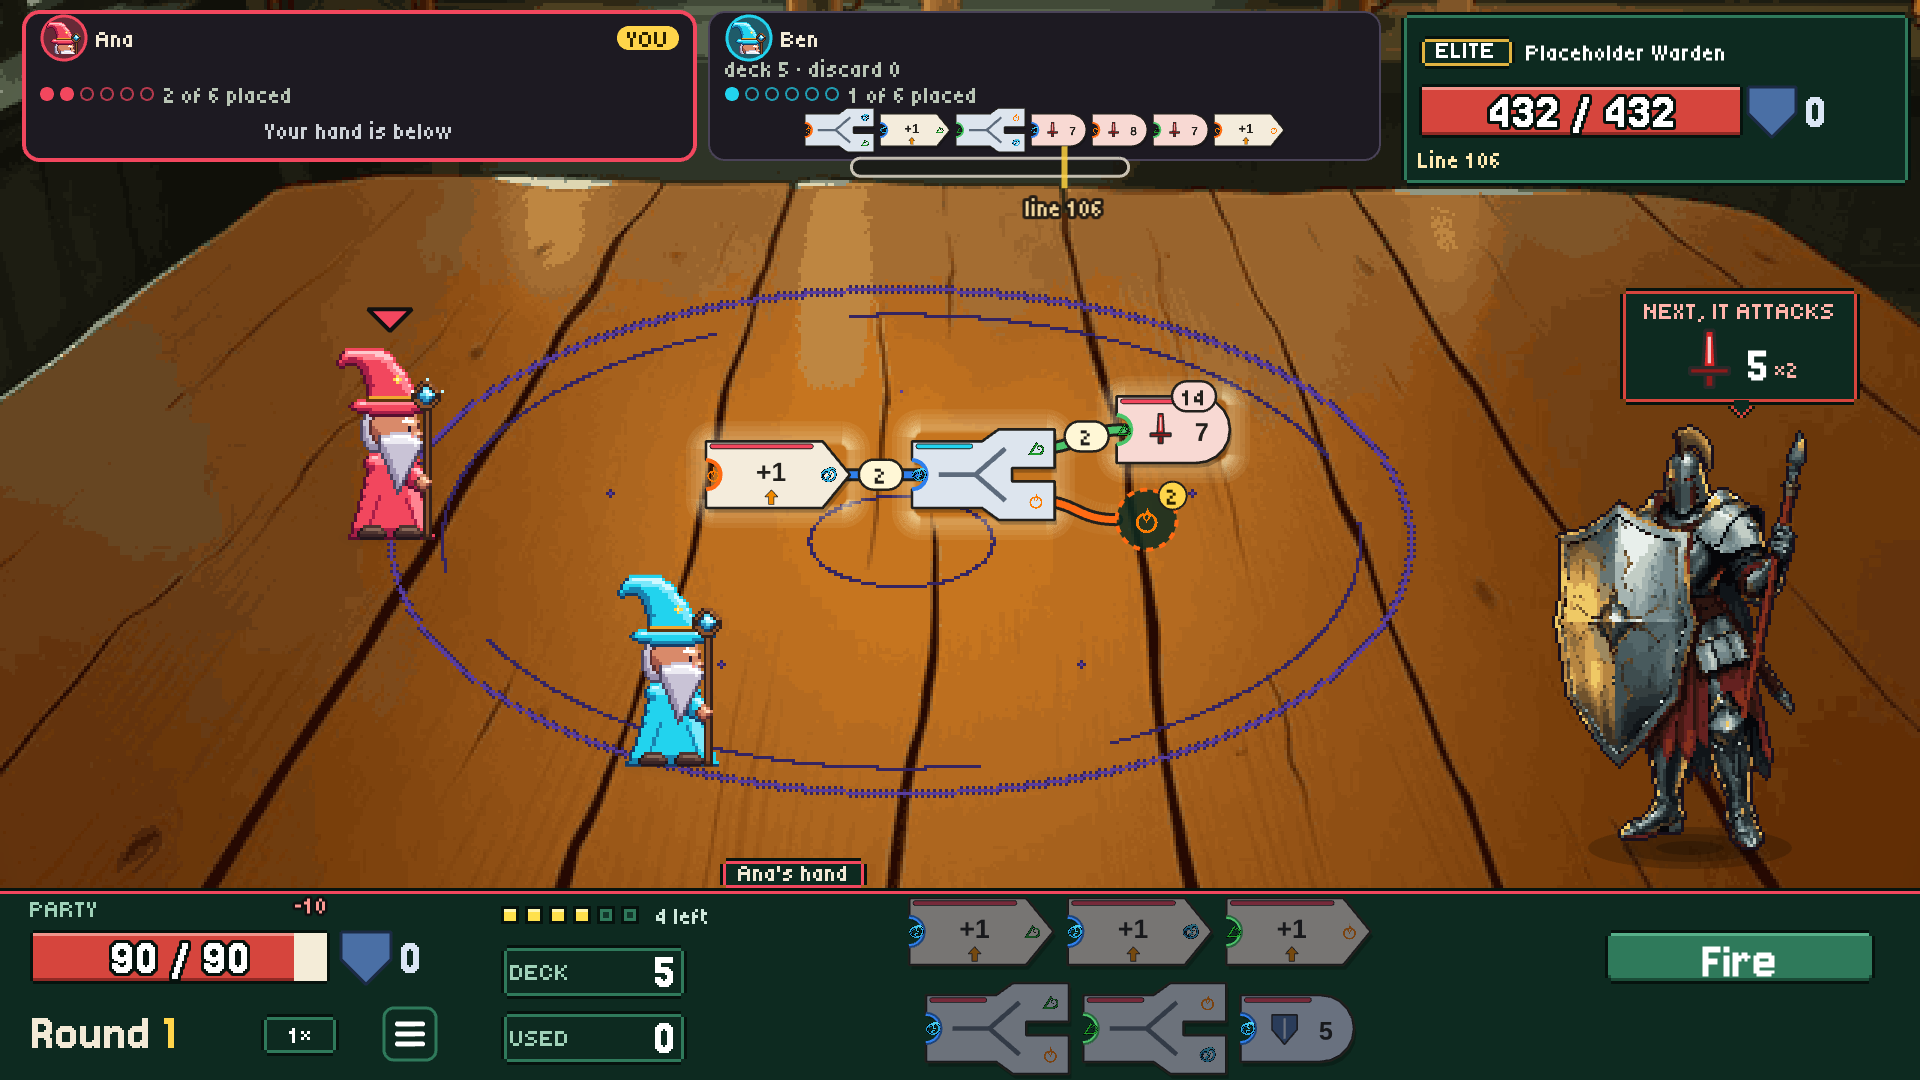 Ana
YOU
2 of 6 placed
Your hand is below
Ben
deck 5 · discard 0
1 of 6 placed
+1
7
8
7
+1
ELITE
Placeholder Warden
432 / 432
0
Line 106
line 106
NEXT, IT ATTACKS
5 ×2
+1
2
2
14
7
2
Ana's hand
PARTY
-10
90 / 90
0
Round 1
1×
4 left
DECK 5
USED 0
+1
+1
+1
5
Fire